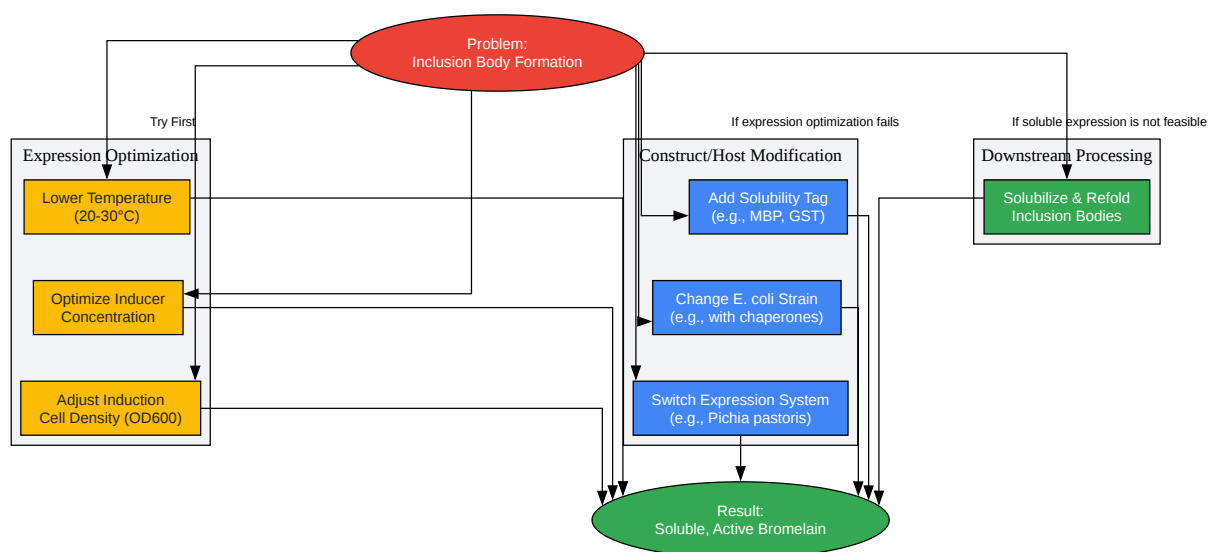 Problem:
Inclusion Body Formation
Try First
If expression optimization fails
If soluble expression is not feasible
Expression Optimization
Construct/Host Modification
Downstream Processing
Lower Temperature
(20-30°C)
Add Solubility Tag
(e.g., MBP, GST)
Solubilize & Refold
Inclusion Bodies
Optimize Inducer
Concentration
Change E. coli Strain
(e.g., with chaperones)
Adjust Induction
Cell Density (OD600)
Switch Expression System
(e.g., Pichia pastoris)
Result:
Soluble, Active Bromelain